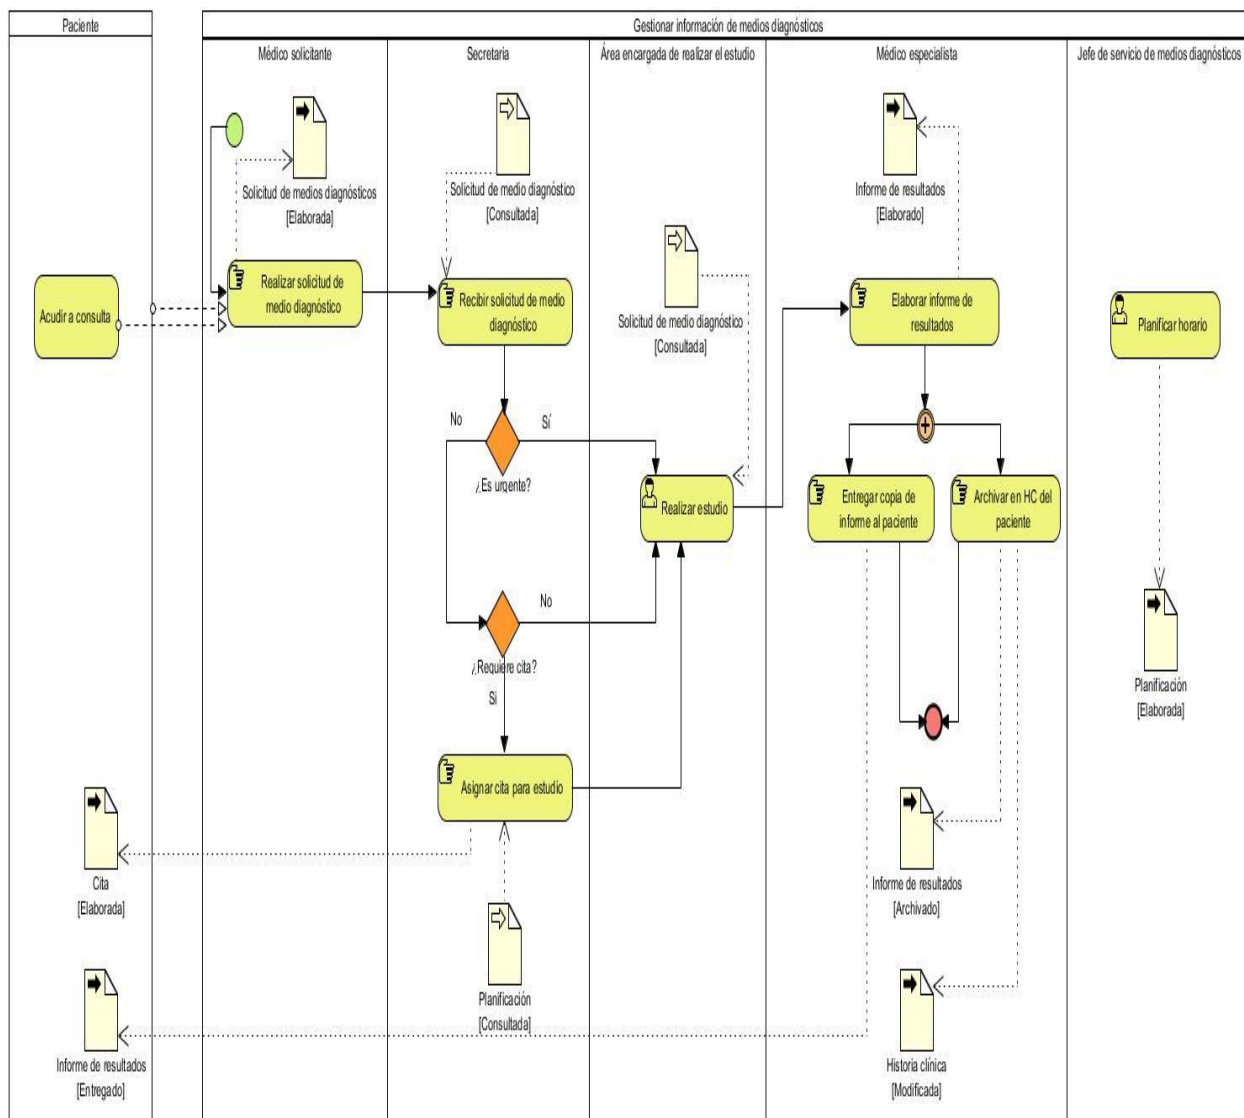 Paciente
Gestionar información de medios diagnósticos
Médico solicitante
Secretaria
Área encargada de realizar el estudio
Médico especialista
Jefe de servicio de medios diagnósticos
Solicitud de medios diagnósticos
[Elaborada]
Solicitud de medio diagnóstico
[Consultada]
Informe de resultados
[Elaborado]
Solicitud de medio diagnóstico
[Consultada]
Acudir a consulta
Realizar solicitud de
medio diagnóstico
Recibir solicitud de medio
diagnóstico
Elaborar informe de
resultados
Planificar horario
No
Sí
¿Es urgente?
Realizar estudio
Entregar copia de
informe al paciente
Archivar en HC del
paciente
No
¿Requiere cita?
Si
Planificación
[Elaborada]
Asignar cita para estudio
Cita
[Elaborada]
Informe de resultados
[Archivado]
Planificación
[Consultada]
Informe de resultados
[Entregado]
Historia clínica
[Modificada]